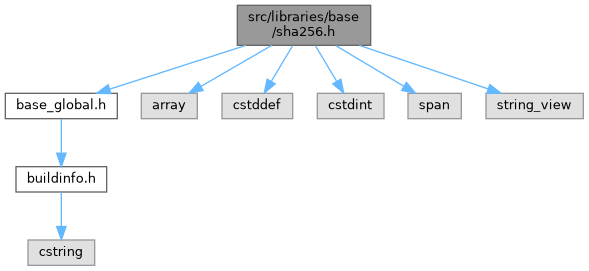 src/libraries/base
/sha256.h
base_global.h
array
cstddef
cstdint
span
string_view
buildinfo.h
cstring